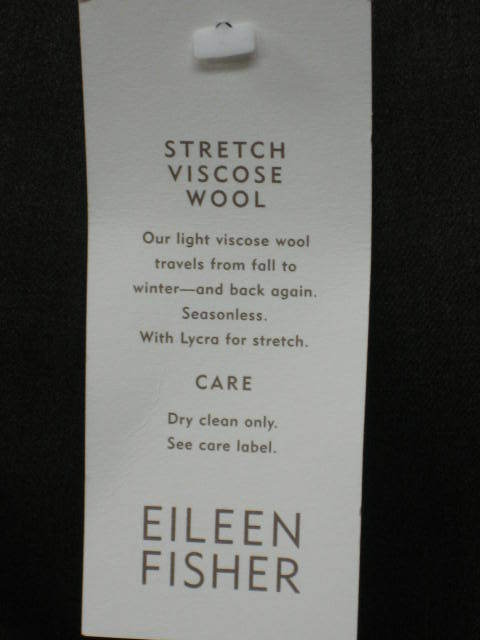 STRETCH
VISCOSE
WOOL
Our light viscose wool
travels from fall to
winter—and back again.
Seasonless.
With Lycra for stretch.
CARE
Dry clean only.
See care label.
EILEEN
FISHER